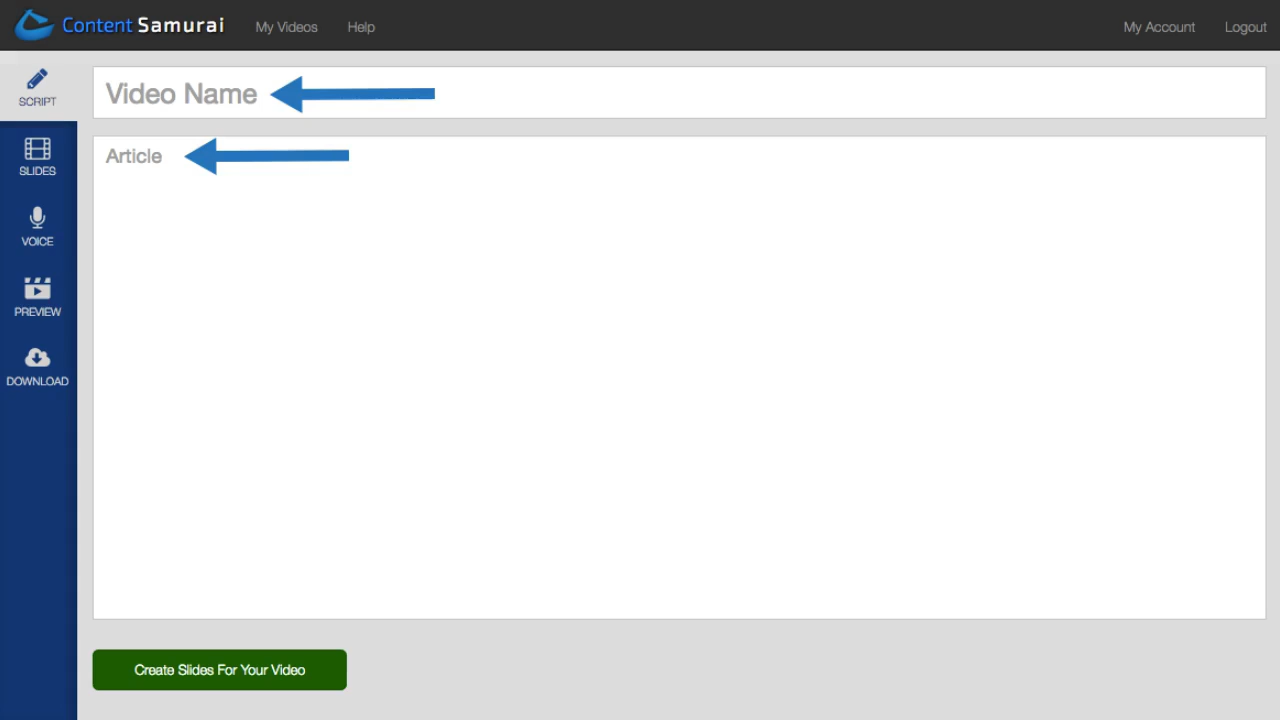 Content Samurai My Videos Help My Account Logout
SCRIPT
Video Name
Article
SLIDES
VOICE
PREVIEW
DOWNLOAD
Create Slides For Your Video